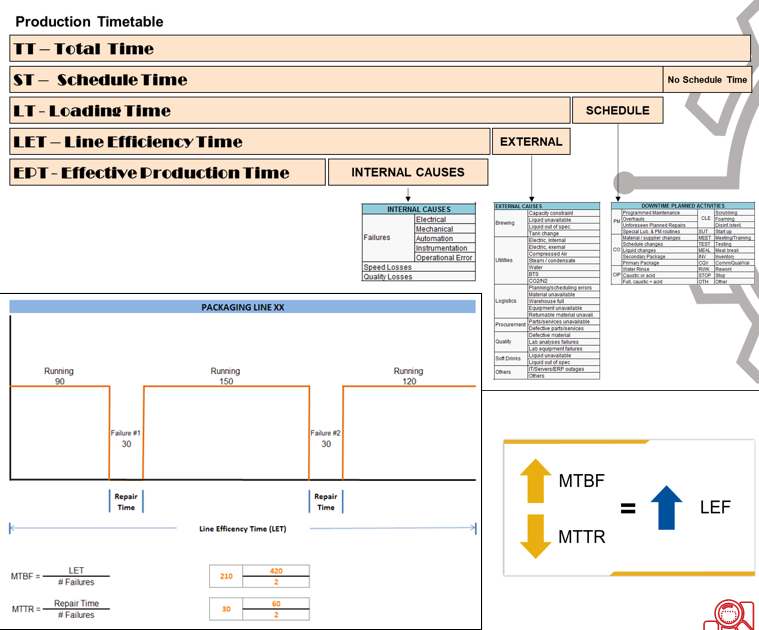 Production Timetable
TT – Total Time
ST – Schedule Time
No Schedule Time
LT - Loading Time
SCHEDULE
LET – Line Efficiency Time
EXTERNAL
EPT - Effective Production Time
INTERNAL CAUSES
INTERNAL CAUSES
Failures
Electrical
Mechanical
Automation
Instrumentation
Operational Error
Speed Losses
Quality Losses
EXTERNAL CAUSES
Brewing
Capacity constraint
Liquid unavailable
Liquid out of spec
Tank change
Utilities
Electric, Internal
Electric, exernal
Compressed Air
Steam / condensate
Water
BTS
CO2/N2
Logistics
Planning/scheduling errors
Material unavailable
Warehouse full
Equipment unavailable
Returnable material unavail.
Procurement
Parts/services unavailable
Defective parts/services
Quality
Defective material
Lab analyses failures
Lab equipment failures
Soft Drinks
Liquid unavailable
Liquid out of spec
Others
IT/Servers/ERP outages
Others
DOWNTIME PLANNED ACTIVITIES
PM
Programmed Maintenance
Overhauls
Unforeseen Planned Repairs
Special Lub. & PM routines
CO
Material / supplier changes
Schedule changes
Liquid changes
Secondary Package
Primary Package
CIP
Water Rinse
Caustic or acid
Full, caustic + acid
CLE
Scrubbing
Foaming
Disinf./steril.
SUT Start up
MEET Meeting/Training
TEST Testing
MEAL Meal break
INV Inventory
CQV Comm/Qual/Val
RWK Rework
STOP Stop
OTH Other
PACKAGING LINE XX
Running
90
Running
150
Running
120
Failure #1
30
Failure #2
30
Repair
Time
Repair
Time
Line Efficency Time (LET)
MTBF = LET
# Failures
210 420
2
MTTR = Repair Time
# Failures
30 60
2
MTBF
= LEF
MTTR